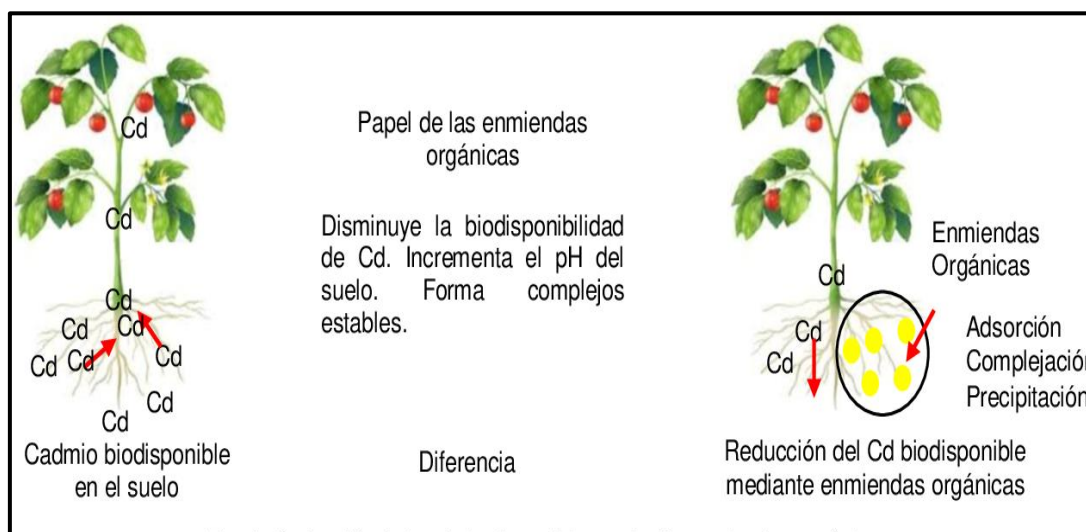 Cd
Cd
Cd
Cd
Cd
Cd
Cd
Cd
Cd
Cd
Cadmio biodisponible
en el suelo
Papel de las enmiendas
orgánicas
Disminuye la biodisponibilidad
de Cd. Incrementa el pH del
suelo. Forma complejos
estables.
Diferencia
Cd
Cd
Cd
Enmiendas
Orgánicas
Adsorción
Complejación
Precipitación
Reducción del Cd biodisponible
mediante enmiendas orgánicas